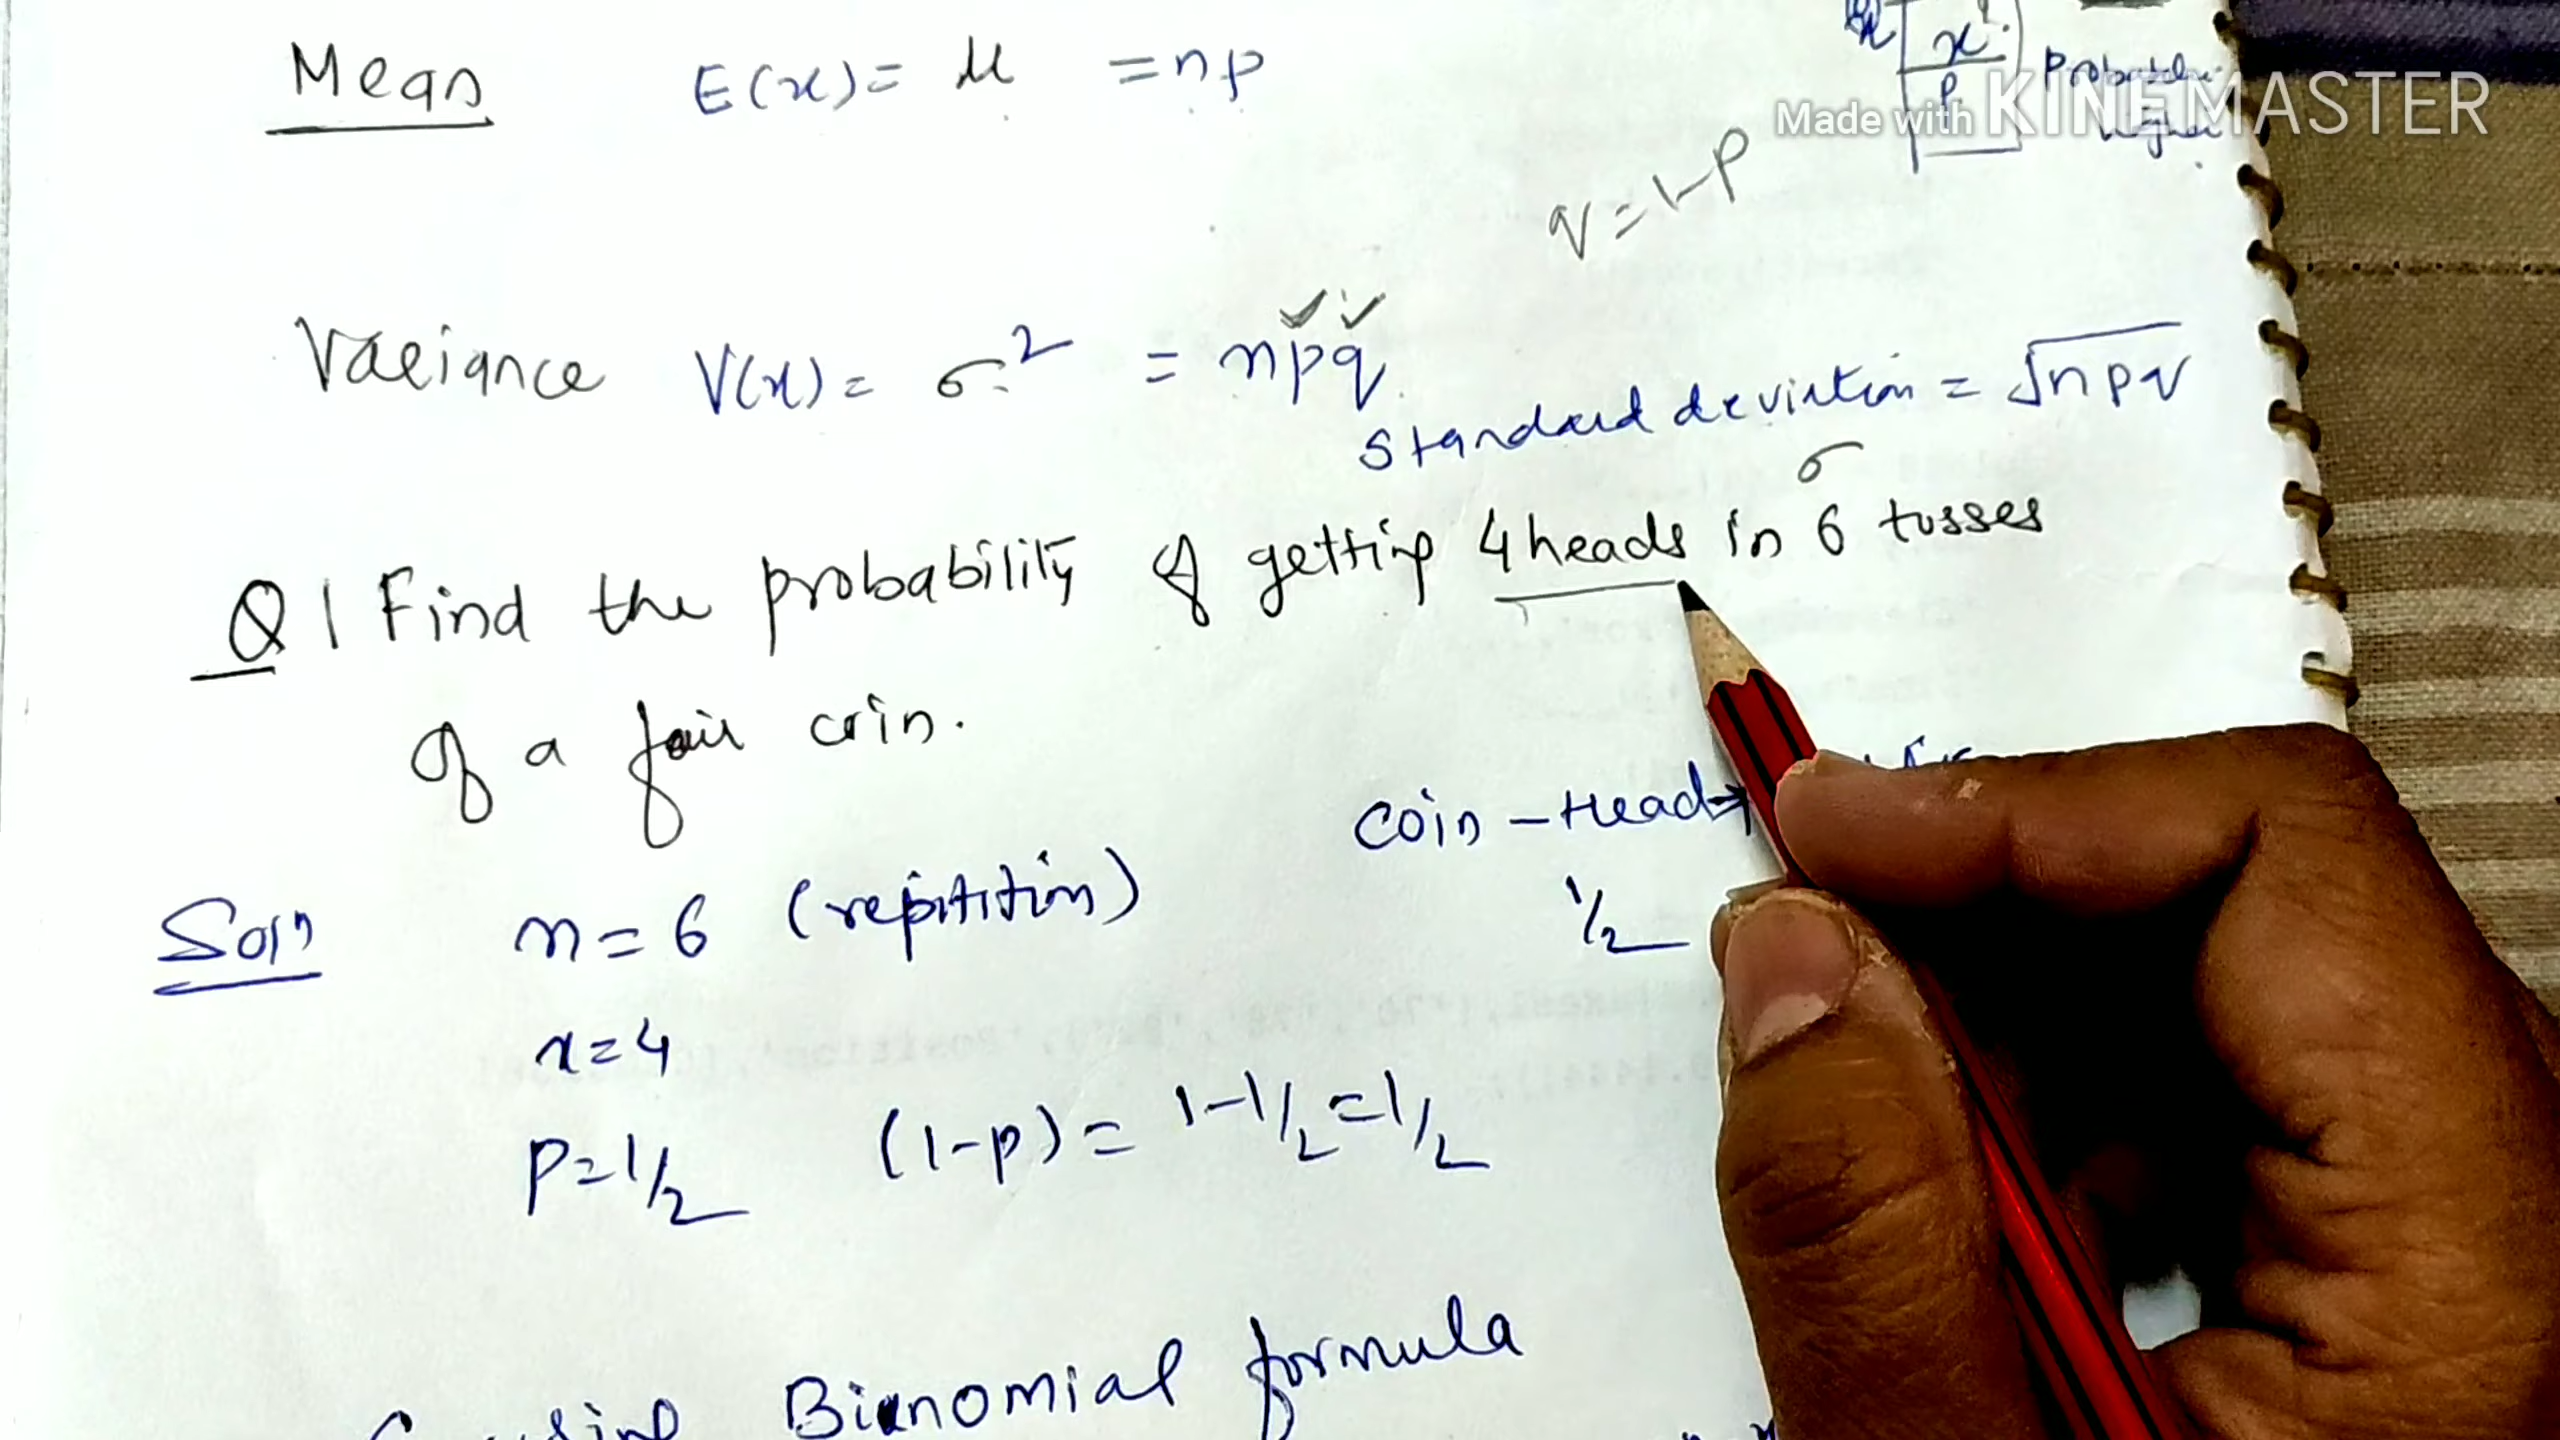 Mean E(x) = μ = np
x!
P
Made with KINEMASTER
q = 1-P
Variance V(x) = σ² = npq
Standard deviation = √npq
σ
Q1 Find the probability of getting 4 heads in 6 tosses
of a fair coin.
Coin - Head →
1/2
Soln n = 6 (repitition)
x = 4
P = 1/2 (1-p) = 1-1/2 = 1/2
Binomial formula